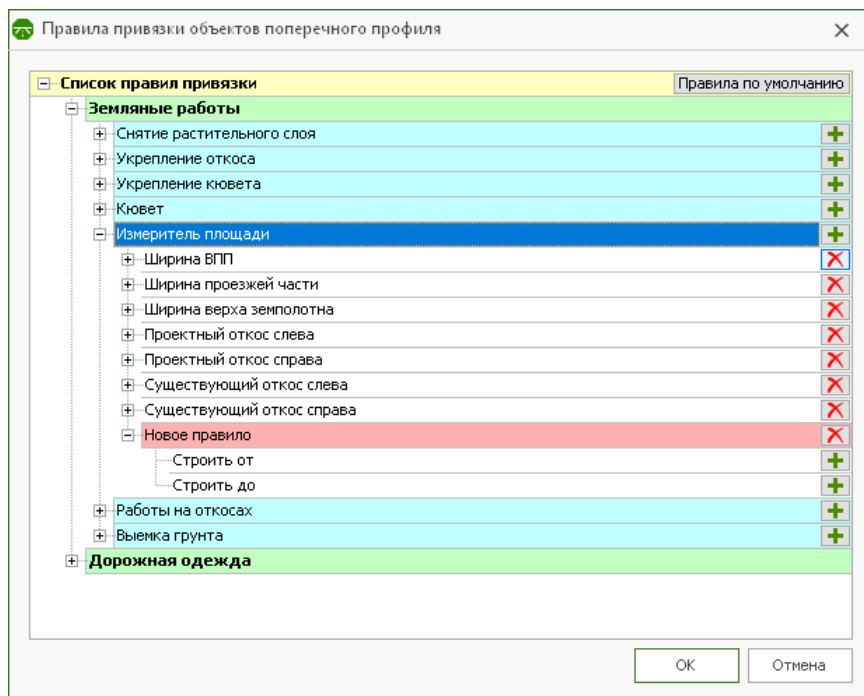 Правила привязки объектов поперечного профиля
Список правил привязки Правила по умолчанию
Земляные работы
Снятие растительного слоя
Укрепление откоса
Укрепление кювета
Кювет
Измеритель площади
Ширина ВПП
Ширина проезжей части
Ширина верха земполотна
Проектный откос слева
Проектный откос справа
Существующий откос слева
Существующий откос справа
Новое правило
Строить от
Строить до
Работы на откосах
Выемка грунта
Дорожная одежда
ОК Отмена